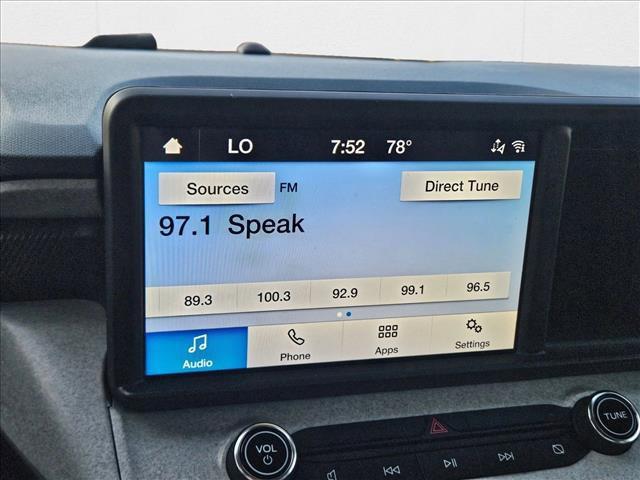 LO 7:52 78°
Sources FM Direct Tune
97.1 Speak
89.3 100.3 92.9 99.1 96.5
Audio Phone Apps Settings
VOL TUNE